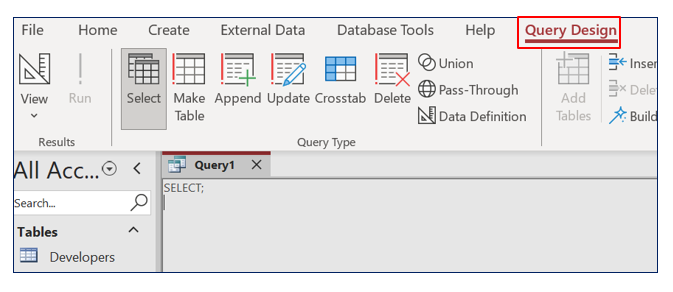 File Home Create External Data Database Tools Help Query Design
View Run Select Make Table Append Update Crosstab Delete
Union
Pass-Through
Data Definition
Add Tables
Inser
Dele
Build
Results Query Type
All Acc...
Query1
Search...
SELECT;
Tables
Developers